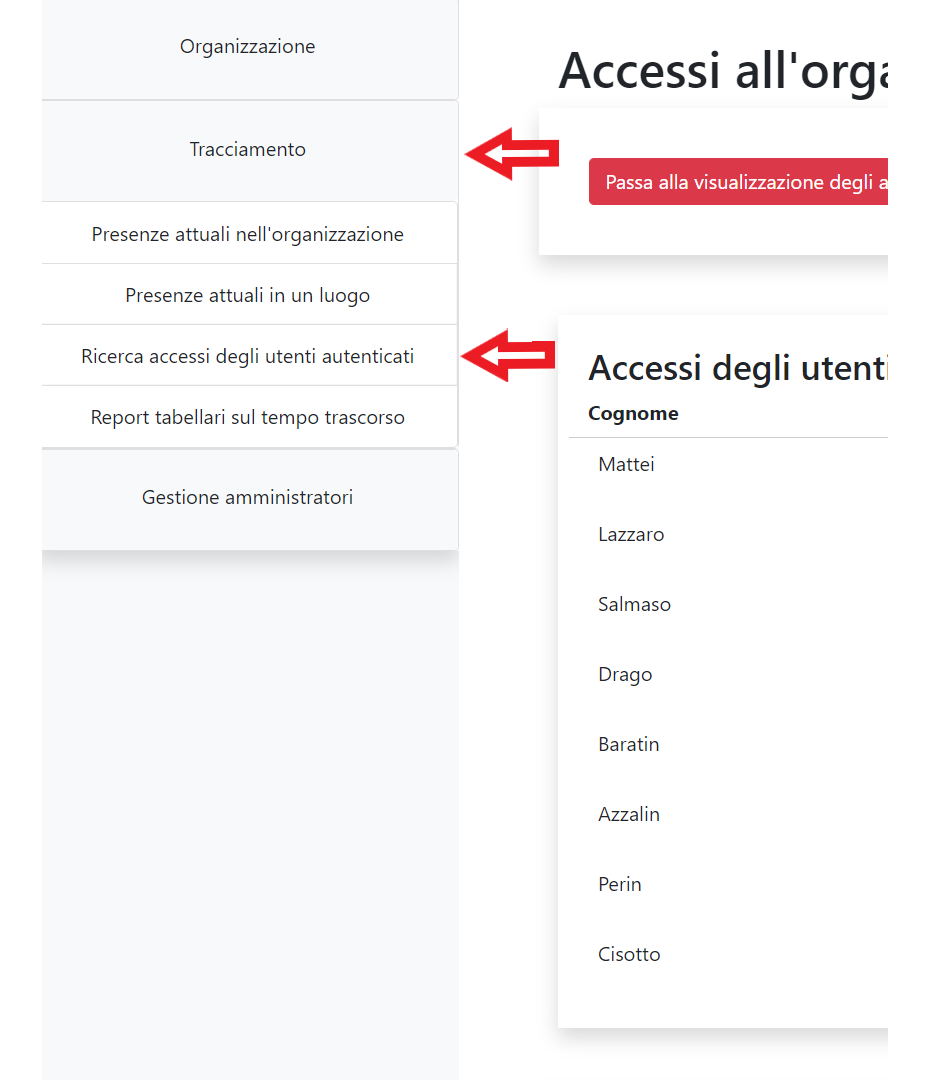 Organizzazione
Tracciamento
Presenze attuali nell'organizzazione
Presenze attuali in un luogo
Ricerca accessi degli utenti autenticati
Report tabellari sul tempo trascorso
Gestione amministratori
Accessi all'orga
Passa alla visualizzazione degli a
Accessi degli utenti
Cognome
Mattei
Lazzaro
Salmaso
Drago
Baratin
Azzalin
Perin
Cisotto